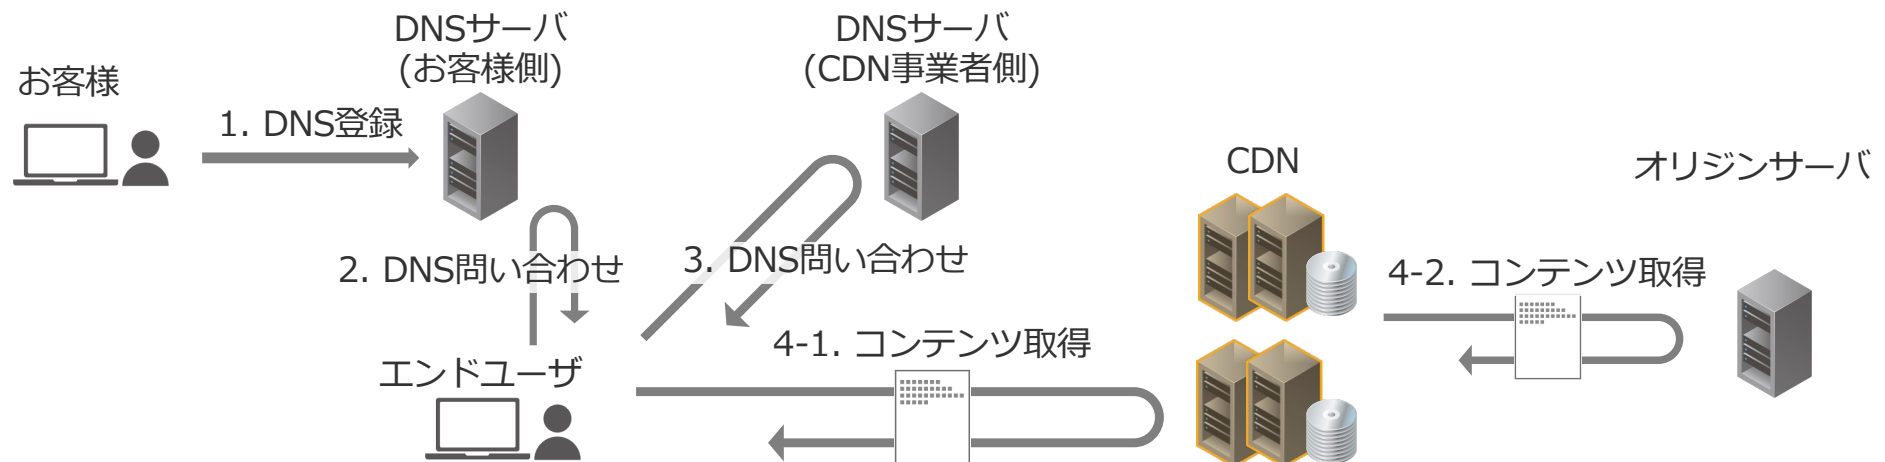 DNSサーバ
(お客様側)
DNSサーバ
(CDN事業者側)
お客様
1. DNS登録
CDN
オリジンサーバ
2. DNS問い合わせ
3. DNS問い合わせ
4-2. コンテンツ取得
4-1. コンテンツ取得
エンドユーザ